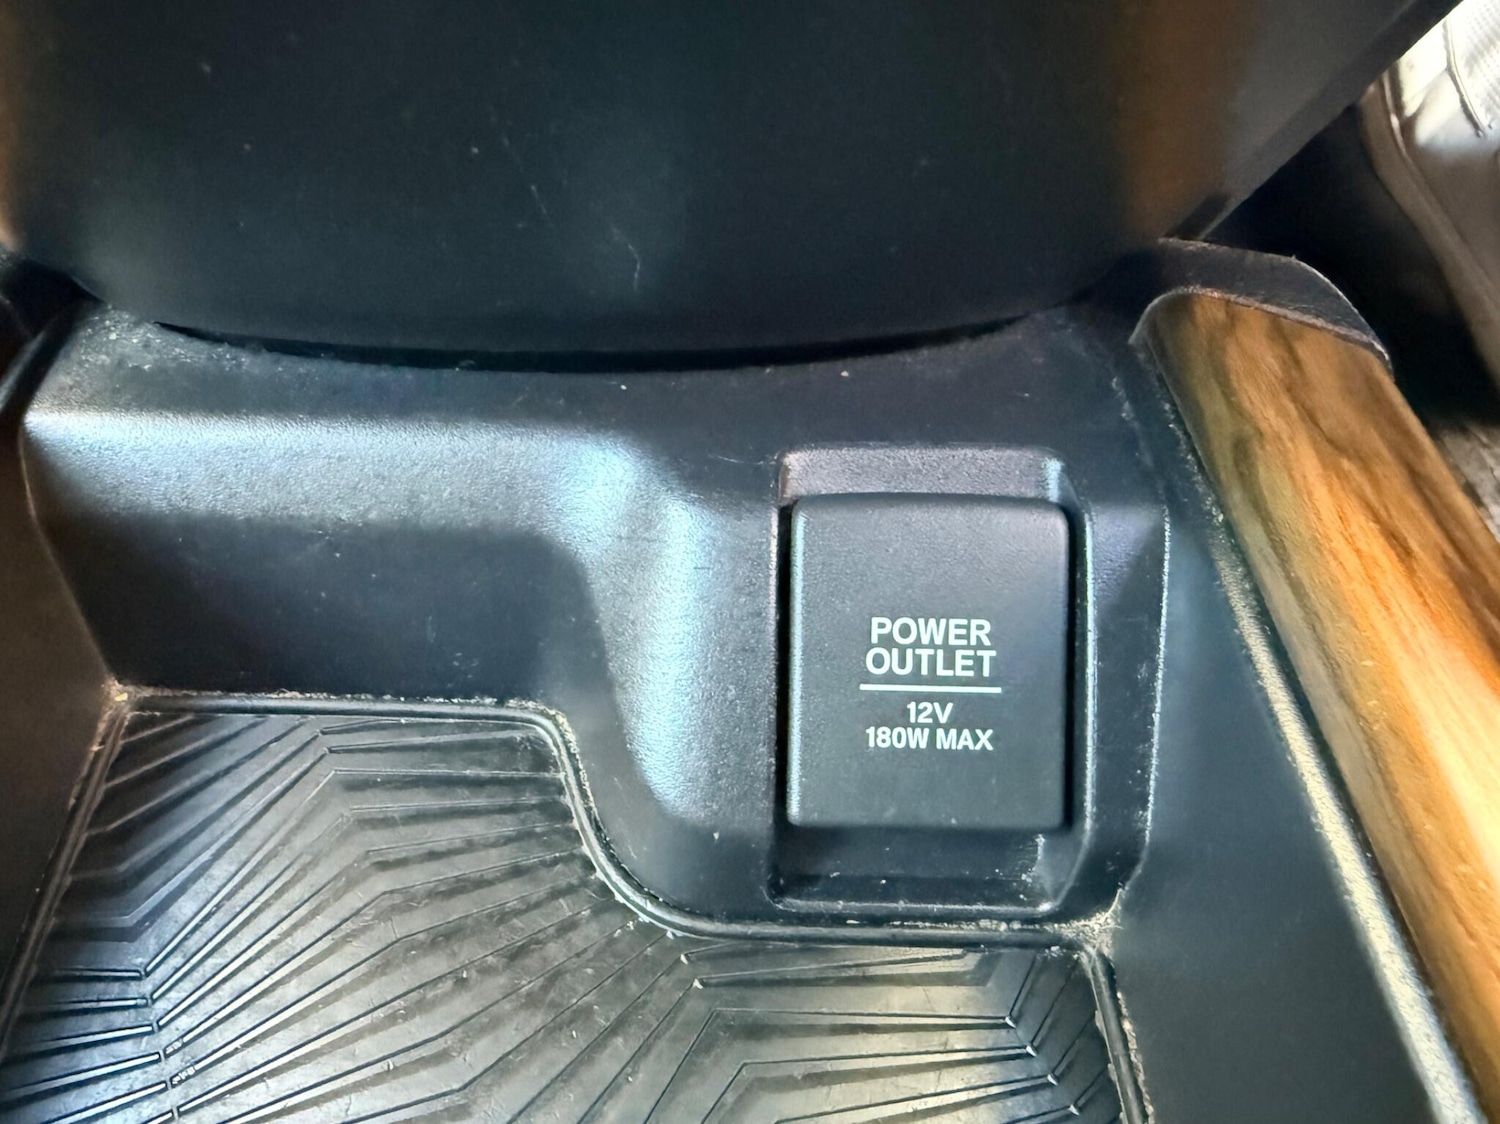 POWER
OUTLET
12V
180W MAX